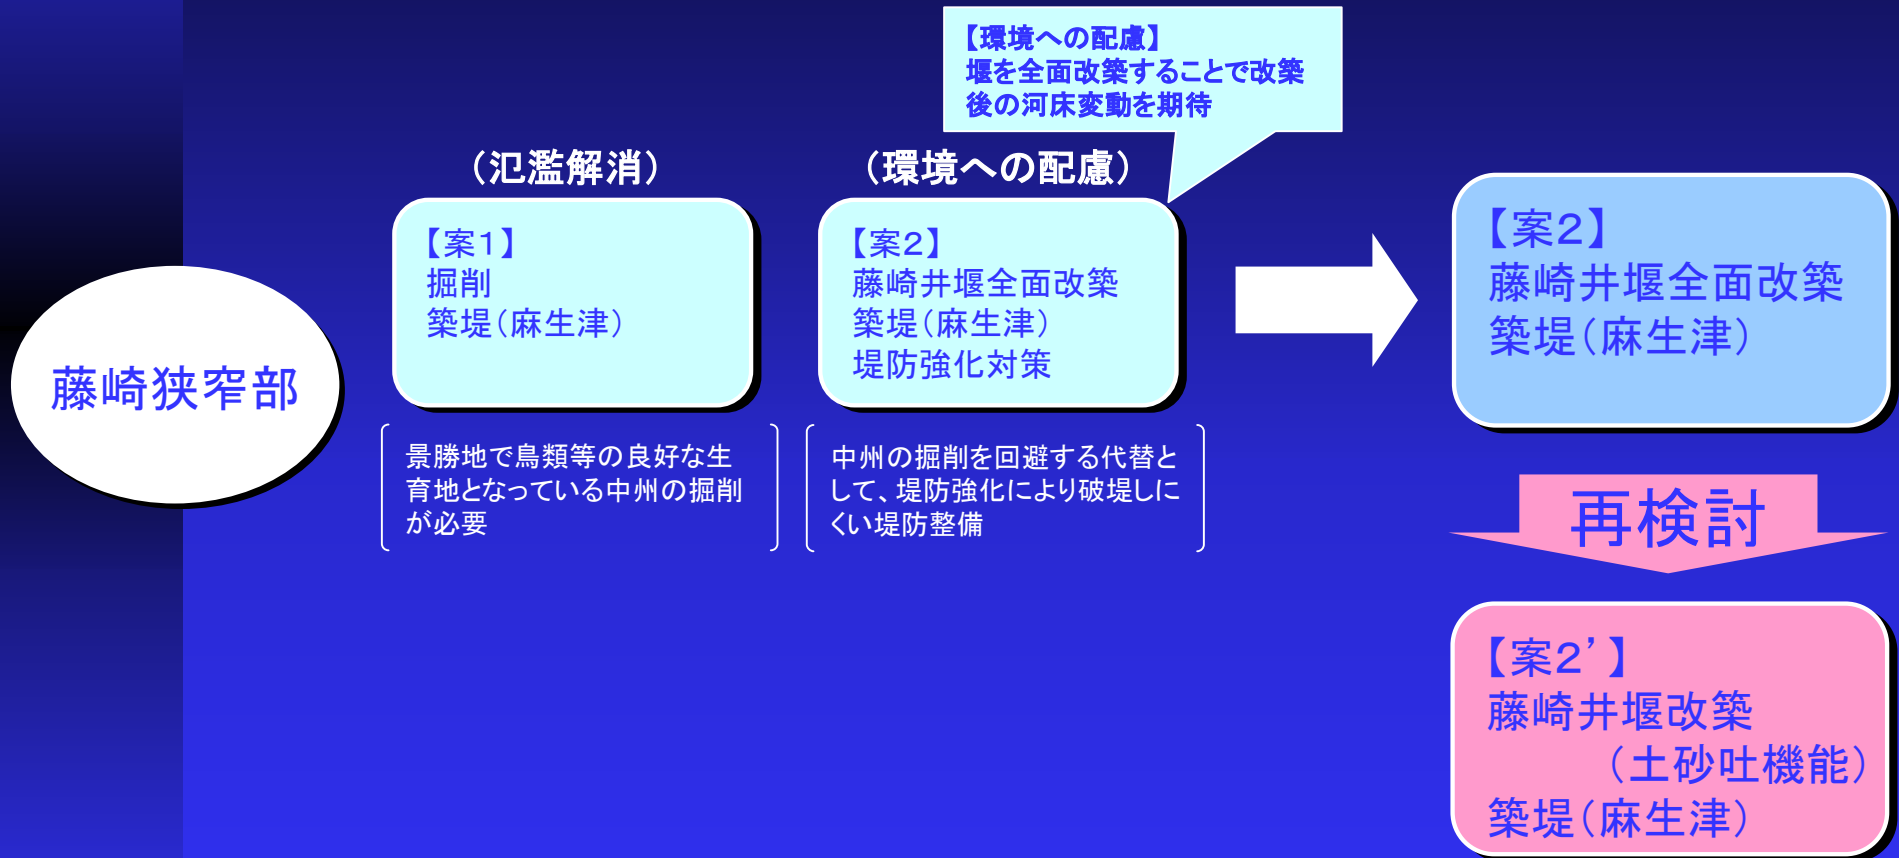 【環境への配慮】
堰を全面改築することで改築
後の河床変動を期待
（氾濫解消）
（環境への配慮）
藤崎狭窄部
【案1】
掘削
築堤（麻生津）
景勝地で鳥類等の良好な生
育地となっている中州の掘削
が必要
【案2】
藤崎井堰全面改築
築堤（麻生津）
堤防強化対策
中州の掘削を回避する代替と
して、堤防強化により破堤しに
くい堤防整備
【案2】
藤崎井堰全面改築
築堤（麻生津）
再検討
【案2’】
藤崎井堰改築
（土砂吐機能）
築堤（麻生津）